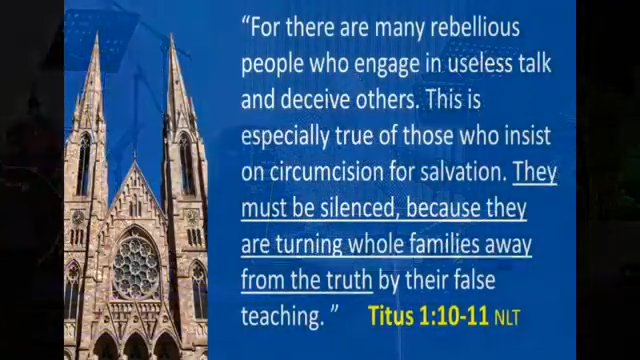 “For there are many rebellious
people who engage in useless talk
and deceive others. This is
especially true of those who insist
on circumcision for salvation. They
must be silenced, because they
are turning whole families away
from the truth by their false
teaching. ” Titus 1:10-11 NLT